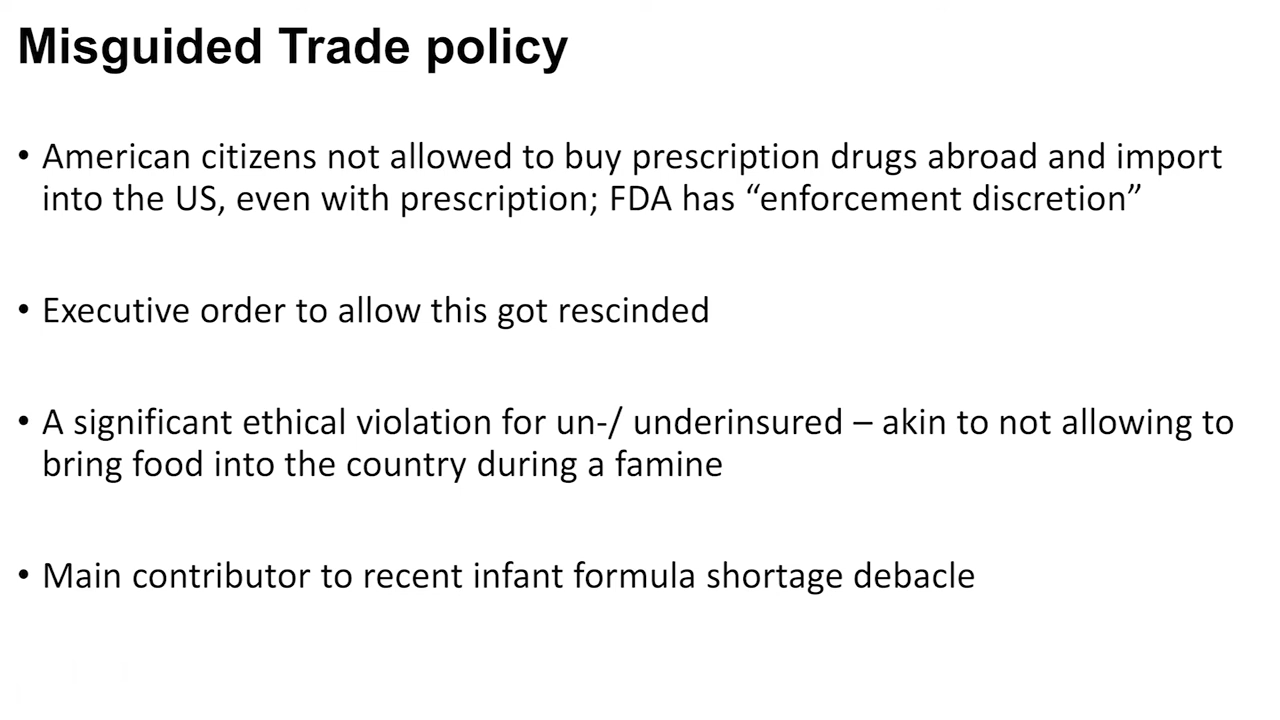 Misguided Trade policy
• American citizens not allowed to buy prescription drugs abroad and import
into the US, even with prescription; FDA has “enforcement discretion”
• Executive order to allow this got rescinded
• A significant ethical violation for un-/ underinsured – akin to not allowing to
bring food into the country during a famine
• Main contributor to recent infant formula shortage debacle